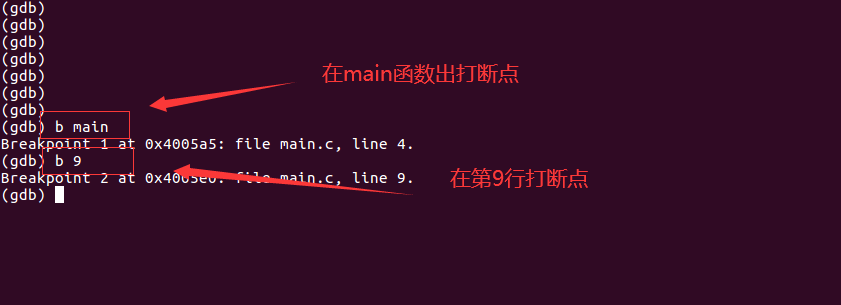 (gdb)
(gdb)
(gdb)
(gdb)
(gdb)
(gdb)
(gdb)
(gdb) b main
Breakpoint 1 at 0x4005a5: file main.c, line 4.
(gdb) b 9
Breakpoint 2 at 0x4005e0: file main.c, line 9.
(gdb)
在main函数出打断点
在第9行打断点